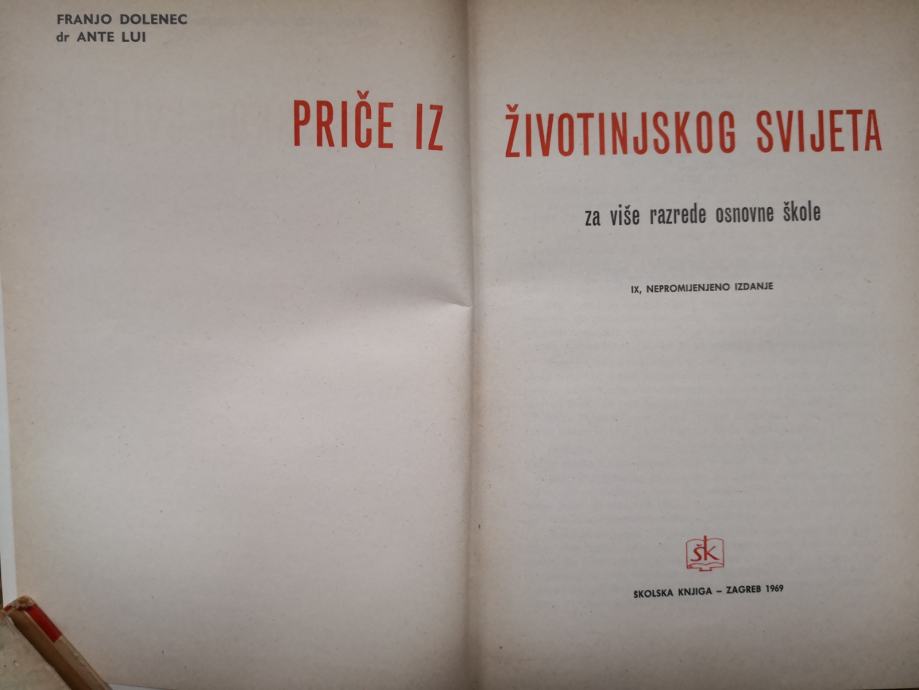 FRANJO DOLENEC
dr ANTE LUI
PRIČE IZ ŽIVOTINJSKOG SVIJETA
za više razrede osnovne škole
IX, NEPROMIJENJENO IZDANJE
ŠK
ŠKOLSKA KNJIGA – ZAGREB 1969